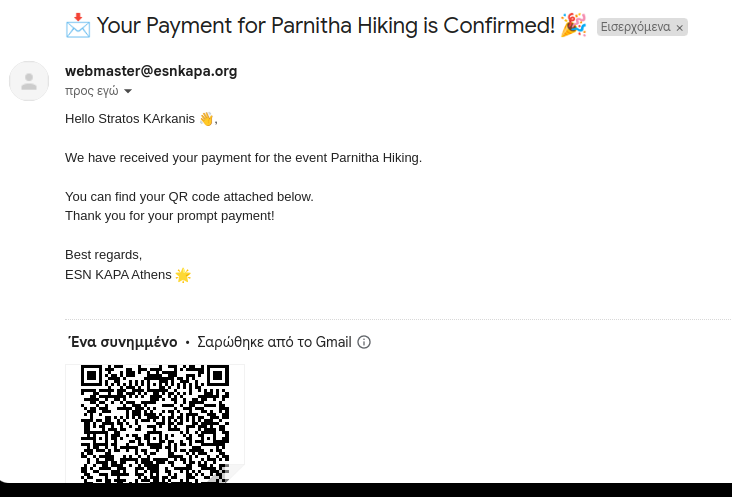 📩 Your Payment for Parnitha Hiking is Confirmed! 🎉 Εισερχόμενα ×
webmaster@esnkapa.org
προς εγώ
Hello Stratos KArkanis 👋,
We have received your payment for the event Parnitha Hiking.
You can find your QR code attached below.
Thank you for your prompt payment!
Best regards,
ESN KAPA Athens 🌟
Ένα συνημμένο • Σαρώθηκε από το Gmail